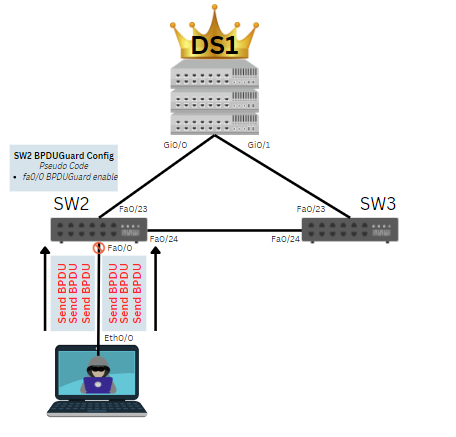 DS1
Gi0/0
Gi0/1
SW2 BPDUGuard Config
Pseudo Code
• fa0/0 BPDUGuard enable
SW2
SW3
Fa0/23
Fa0/23
Fa0/24
Fa0/24
Fa0/0
Send BPDU
Send BPDU
Send BPDU
Send BPDU
Send BPDU
Send BPDU
Eth0/0